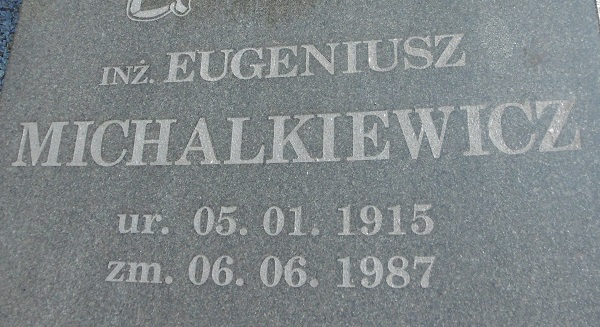 INŻ. EUGENIUSZ
MICHALKIEWICZ
ur. 05. 01. 1915
zm. 06. 06. 1987